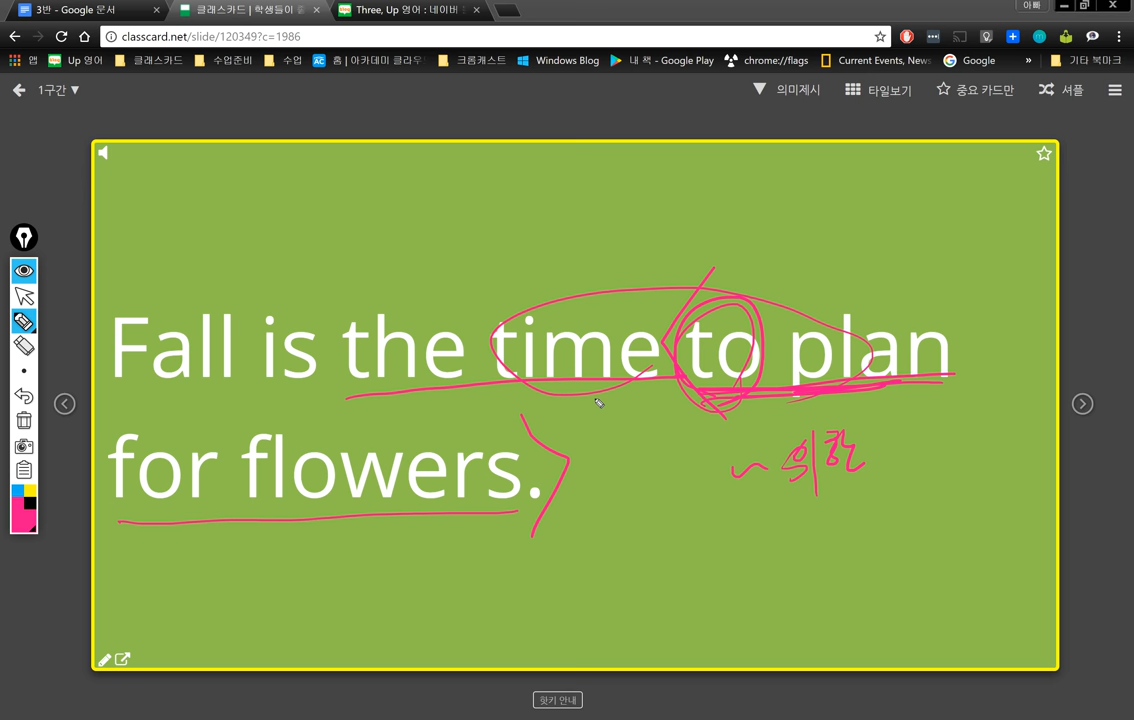 3반 - Google 문서
클래스카드 | 학생들이 좋
Three, Up 영어 : 네이버 블
아빠
classcard.net/slide/120349?c=1986
앱 Up 영어 클래스카드 수업준비 수업 홈 | 아카데미 클라우 크롬캐스트 Windows Blog 내 책 - Google Play chrome://flags Current Events, News Google » 기타 북마크
1구간 ▼ ▼ 의미제시 타일보기 중요 카드만 셔플
Fall is the time to plan
for flowers.
~ 위한
핫키 안내